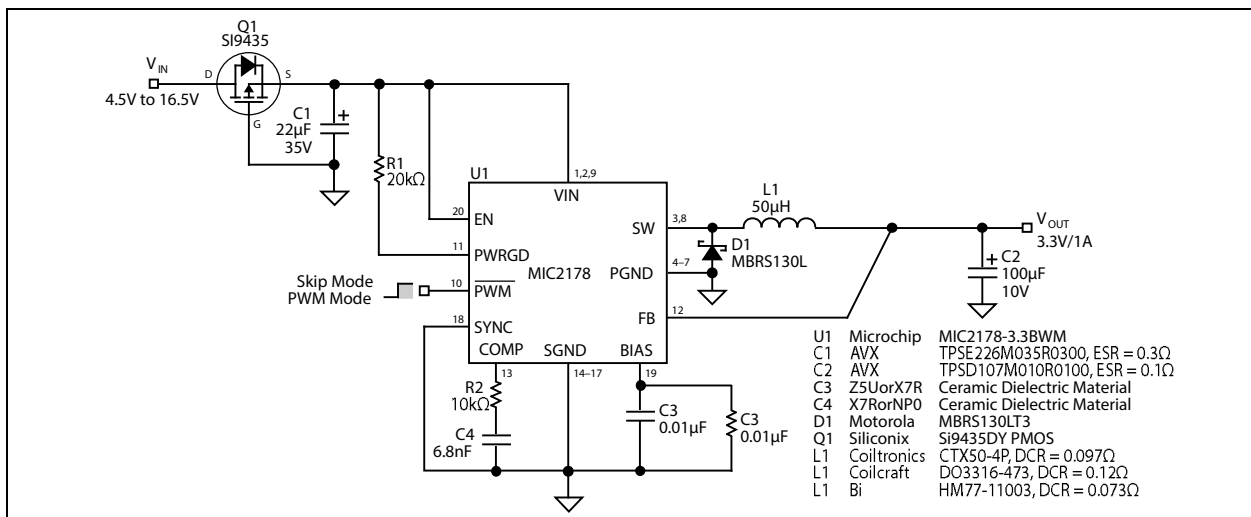 Q1
SI9435
V IN
4.5V to 16.5V
D
S
G
C1
22µF
35V
+
R1
20kΩ
U1
1,2,9
VIN
20
EN
11
PWRGD
MIC2178
Skip Mode
PWM Mode
10
PWM
18
SYNC
COMP
SGND
BIAS
13
14–17
19
SW
3,8
PGND
4–7
FB
12
L1
50µH
D1
MBRS130L
V OUT
3.3V/1A
+
C2
100µF
10V
R2
10kΩ
C4
6.8nF
C3
0.01µF
C3
0.01µF
U1 Microchip MIC2178-3.3BWM
C1 AVX TPSE226M035R0300, ESR = 0.3Ω
C2 AVX TPSD107M010R0100, ESR = 0.1Ω
C3 Z5UorX7R Ceramic Dielectric Material
C4 X7RorNP0 Ceramic Dielectric Material
D1 Motorola MBRS130LT3
Q1 Siliconix Si9435DY PMOS
L1 Coiltronics CTX50-4P, DCR = 0.097Ω
L1 Coilcraft DO3316-473, DCR = 0.12Ω
L1 Bi HM77-11003, DCR = 0.073Ω